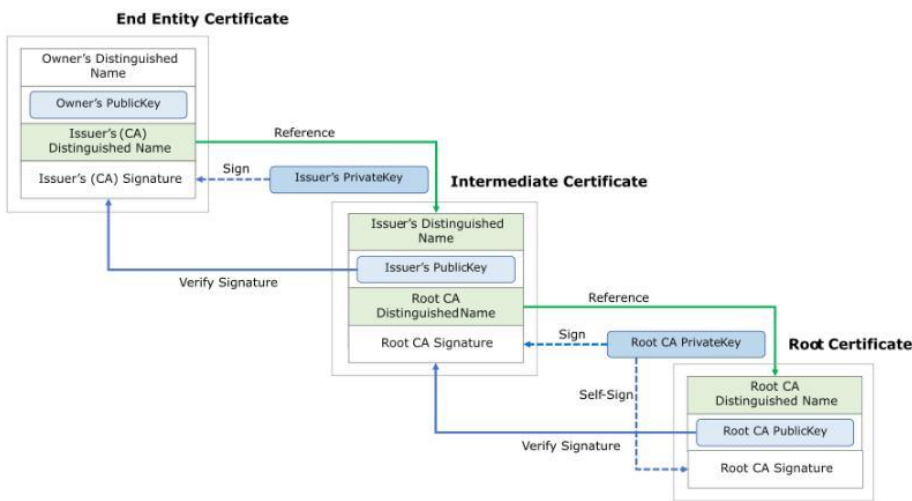 End Entity Certificate
Owner's Distinguished
Name
Owner's PublicKey
Issuer's (CA)
Distinguished Name
Issuer's (CA) Signature
Reference
Sign
Issuer's PrivateKey
Verify Signature
Intermediate Certificate
Issuer's Distinguished
Name
Issuer's PublicKey
Root CA
DistinguishedName
Root CA Signature
Reference
Sign
Root CA PrivateKey
Self-Sign
Verify Signature
Root Certificate
Root CA
Distinguished Name
Root CA PublicKey
Root CA Signature